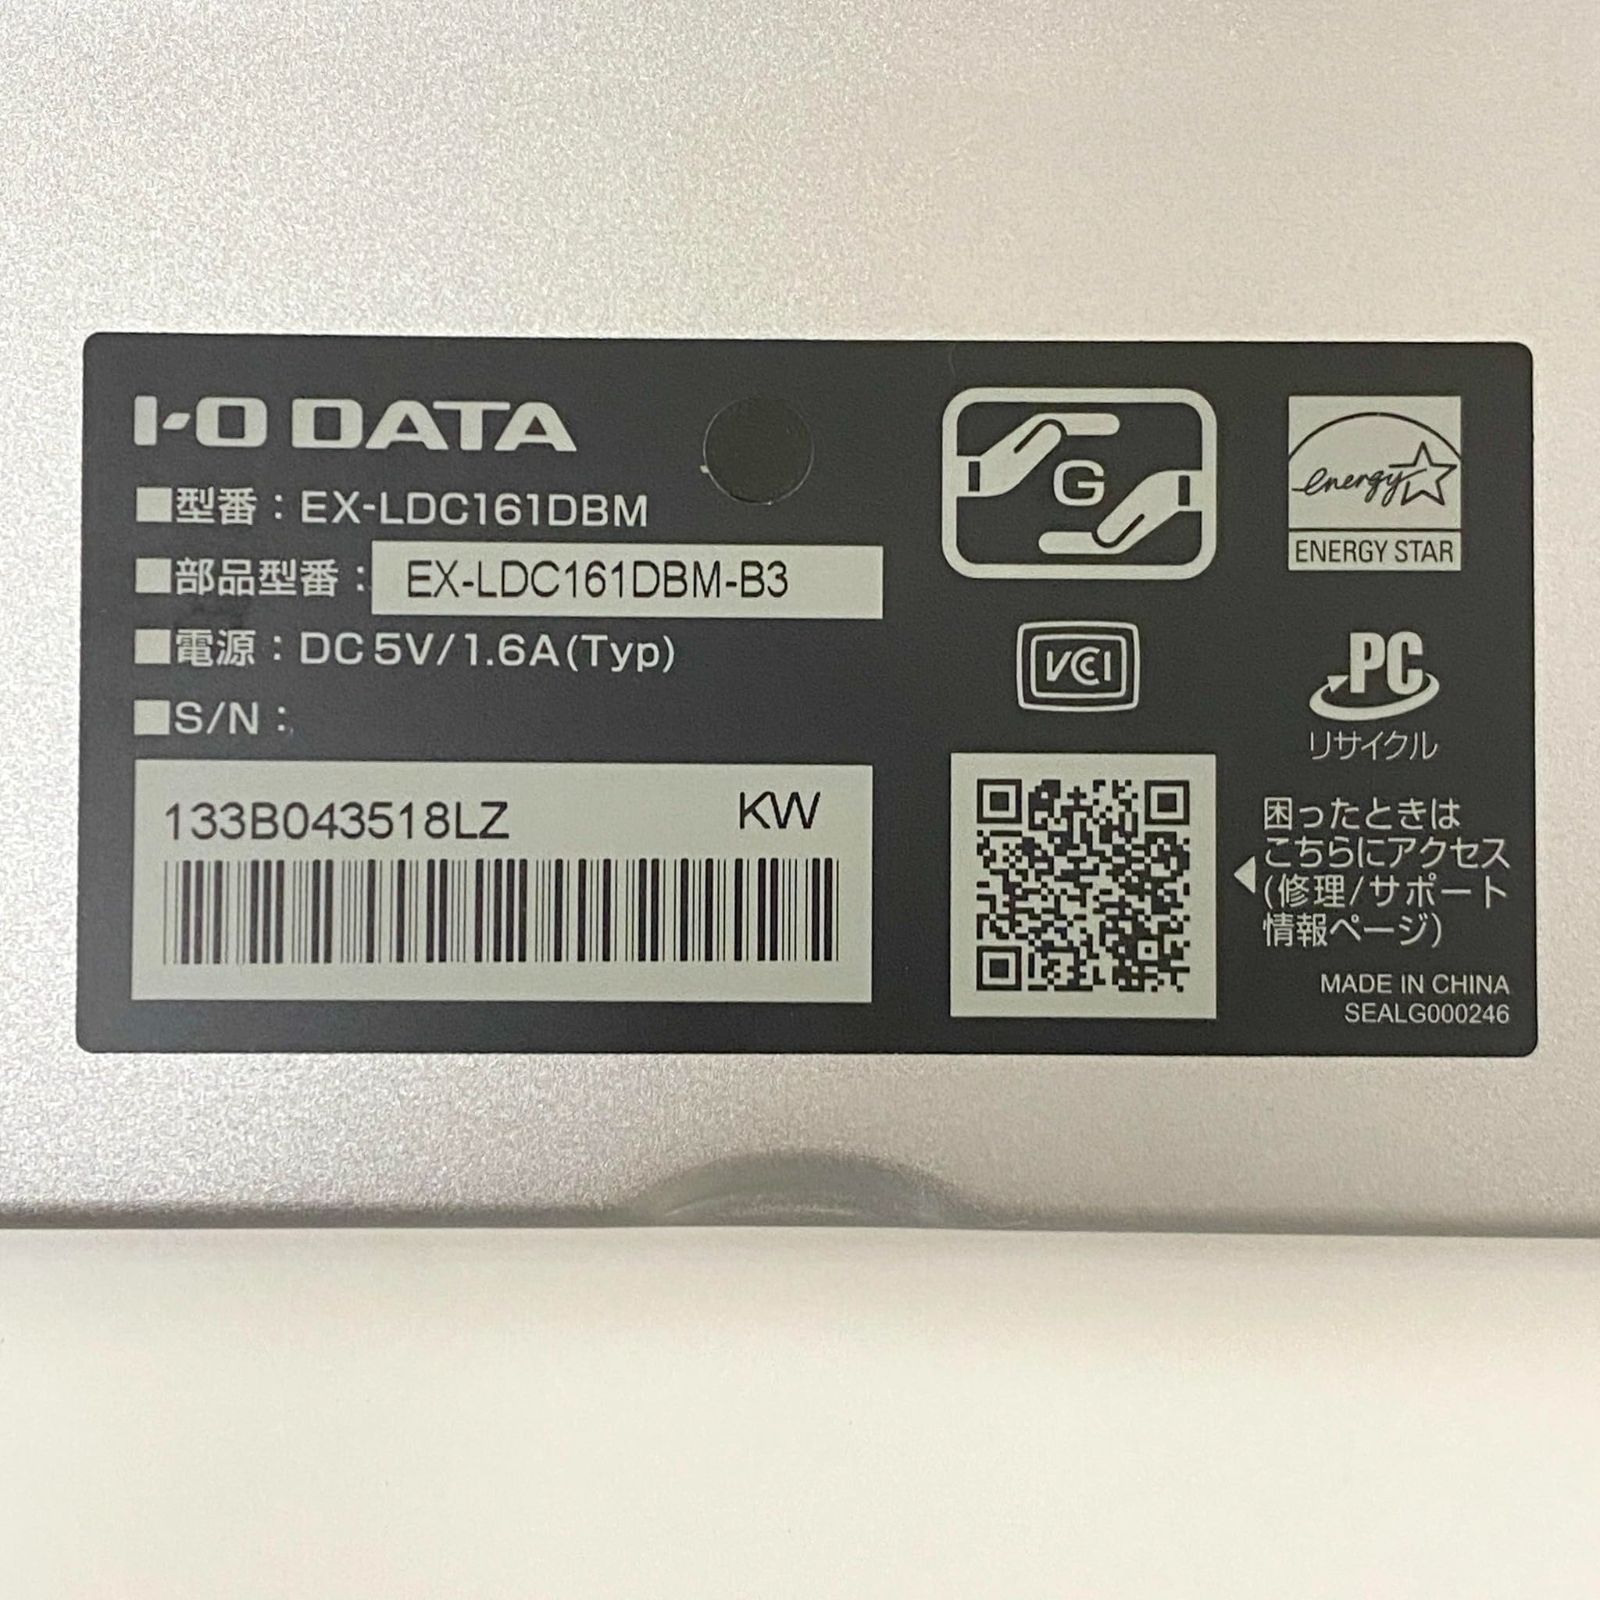 I-O DATA
■型番：EX-LDC161DBM
■部品型番：EX-LDC161DBM-B3
■電源：DC5V/1.6A(Typ)
■S/N：
133B043518LZ KW
G
energy
ENERGY STAR
VCI
PC
リサイクル
困ったときは
こちらにアクセス
(修理/サポート
情報ページ)
MADE IN CHINA
SEALG000246